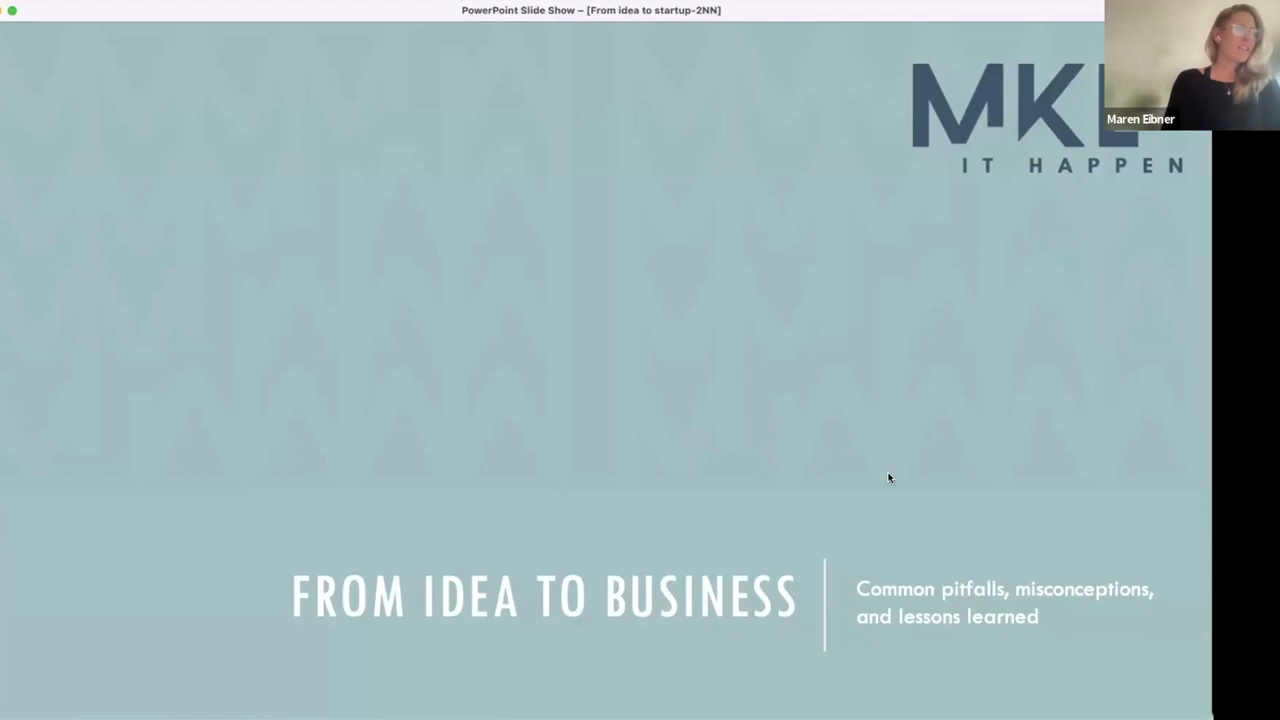 PowerPoint Slide Show – [From idea to startup-2NN]
MK
IT HAPPEN
Maren Eibner
FROM IDEA TO BUSINESS
Common pitfalls, misconceptions,
and lessons learned